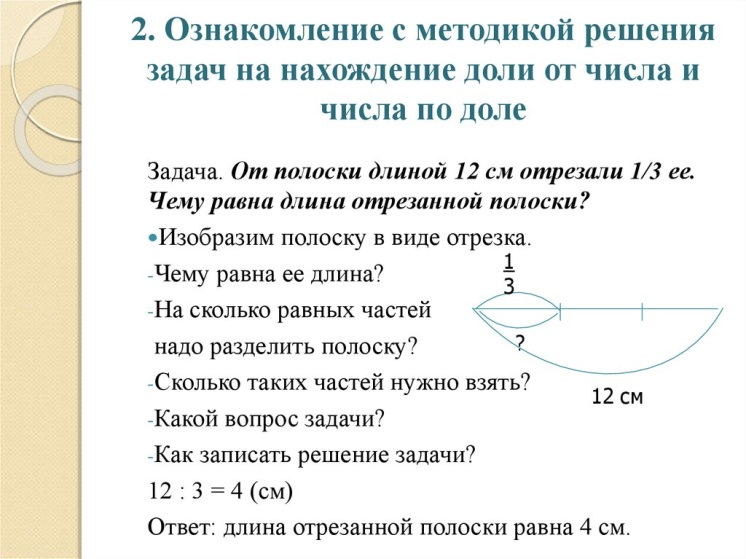 2. Ознакомление с методикой решения
задач на нахождение доли от числа и
числа по доле
Задача. От полоски длиной 12 см отрезали 1/3 ее.
Чему равна длина отрезанной полоски?
•Изобразим полоску в виде отрезка.
-Чему равна ее длина?
1
3
-На сколько равных частей
надо разделить полоску?
?
-Сколько таких частей нужно взять?
12 см
-Какой вопрос задачи?
-Как записать решение задачи?
12 : 3 = 4 (см)
Ответ: длина отрезанной полоски равна 4 см.